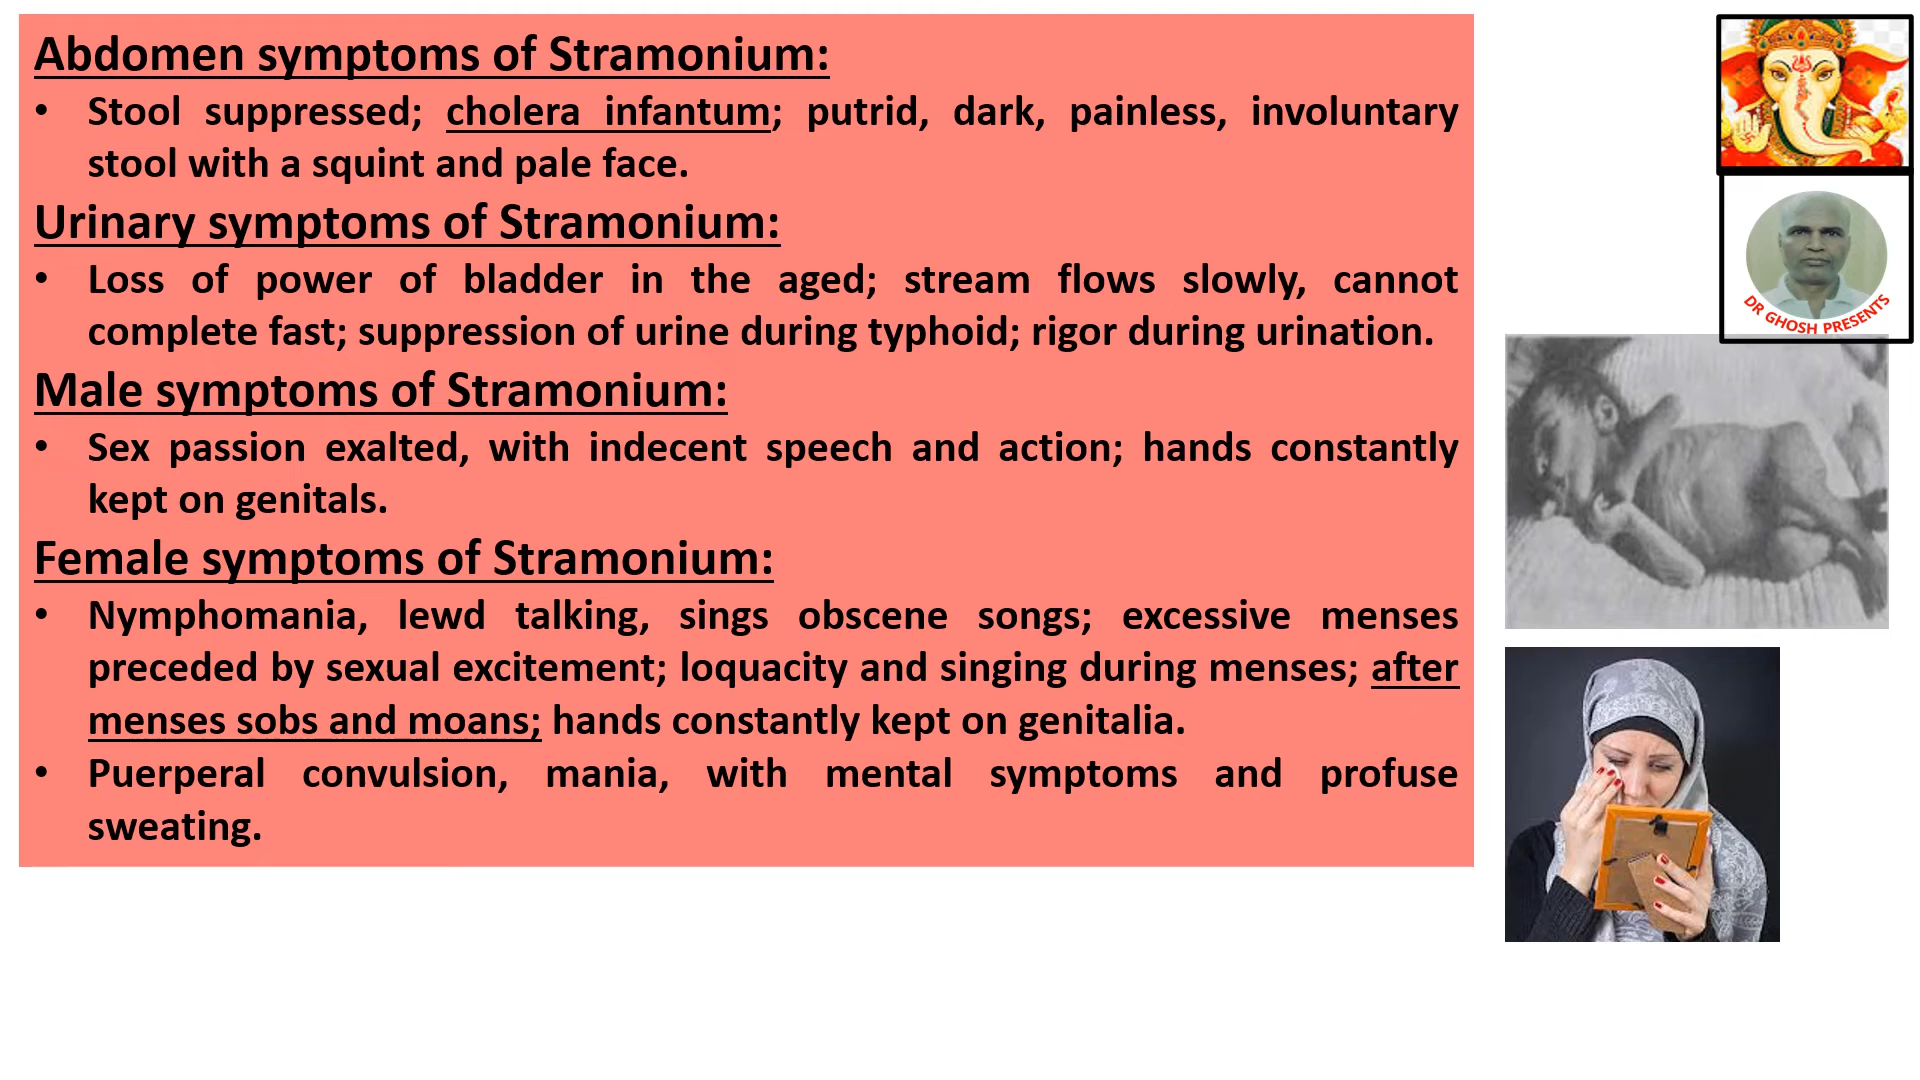 Abdomen symptoms of Stramonium:
• Stool suppressed; cholera infantum; putrid, dark, painless, involuntary
stool with a squint and pale face.
Urinary symptoms of Stramonium:
• Loss of power of bladder in the aged; stream flows slowly, cannot
complete fast; suppression of urine during typhoid; rigor during urination.
Male symptoms of Stramonium:
• Sex passion exalted, with indecent speech and action; hands constantly
kept on genitals.
Female symptoms of Stramonium:
• Nymphomania, lewd talking, sings obscene songs; excessive menses
preceded by sexual excitement; loquacity and singing during menses; after
menses sobs and moans; hands constantly kept on genitalia.
• Puerperal convulsion, mania, with mental symptoms and profuse
sweating.
DR GHOSH PRESENTS